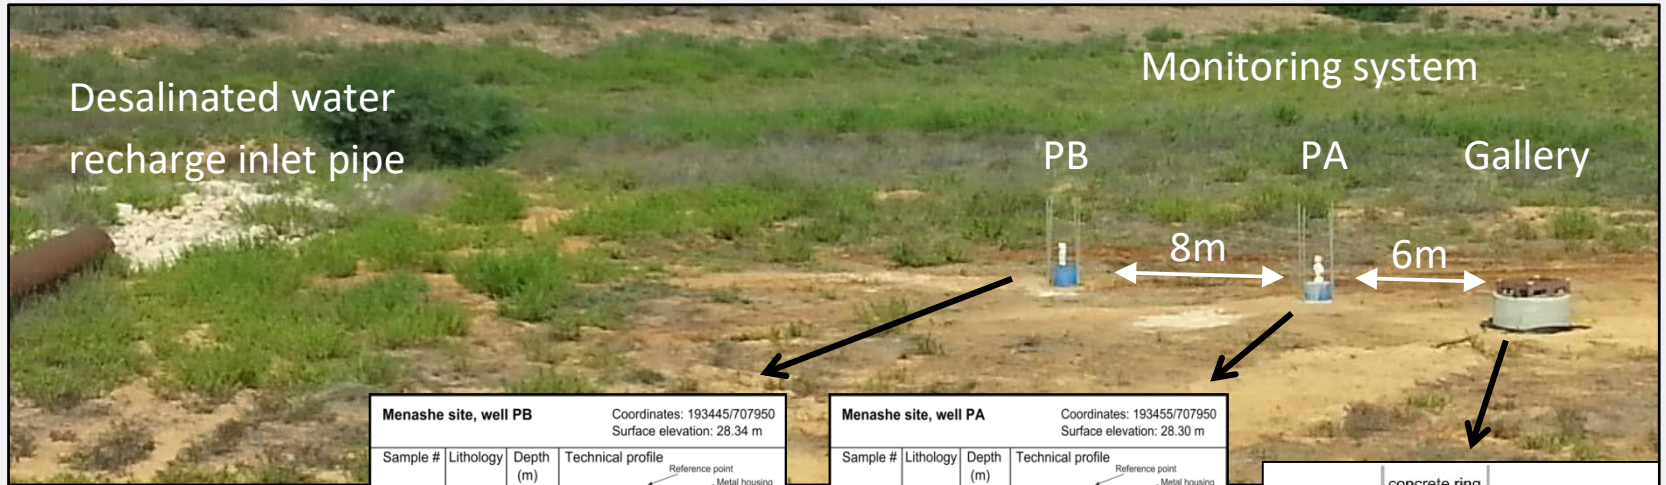 Desalinated water
recharge inlet pipe
Monitoring system
PB
PA
Gallery
8m
6m
Menashe site, well PB
Coordinates: 193445/707950
Surface elevation: 28.34 m
Sample #
Lithology
Depth
(m)
Technical profile
Reference point
Metal housing
Menashe site, well PA
Coordinates: 193455/707950
Surface elevation: 28.30 m
Sample #
Lithology
Depth
(m)
Technical profile
Reference point
Metal housing
concrete ring